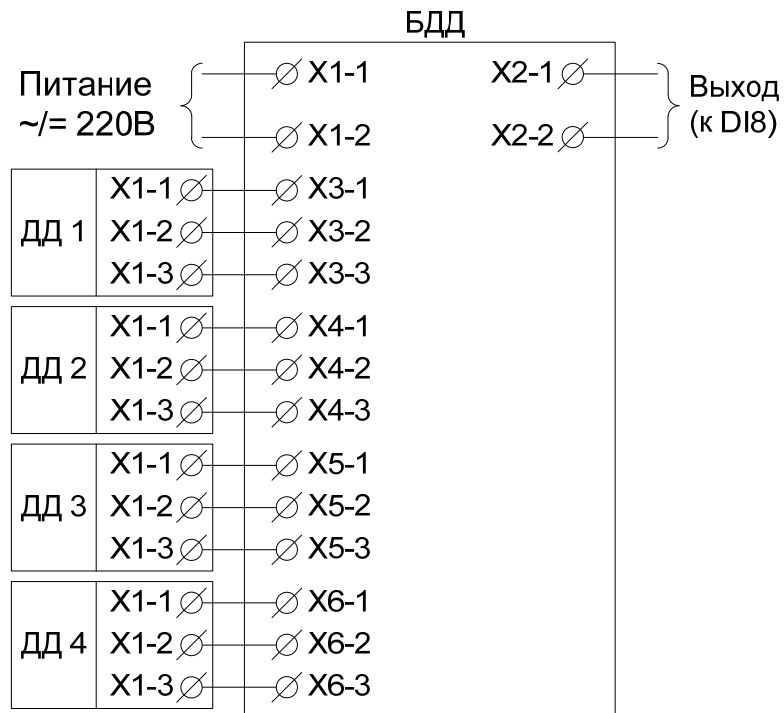 БДД
Питание
~/= 220В
X1-1
X1-2
X2-1
X2-2
Выход
(к DI8)
ДД 1
X1-1
X1-2
X1-3
X3-1
X3-2
X3-3
ДД 2
X1-1
X1-2
X1-3
X4-1
X4-2
X4-3
ДД 3
X1-1
X1-2
X1-3
X5-1
X5-2
X5-3
ДД 4
X1-1
X1-2
X1-3
X6-1
X6-2
X6-3